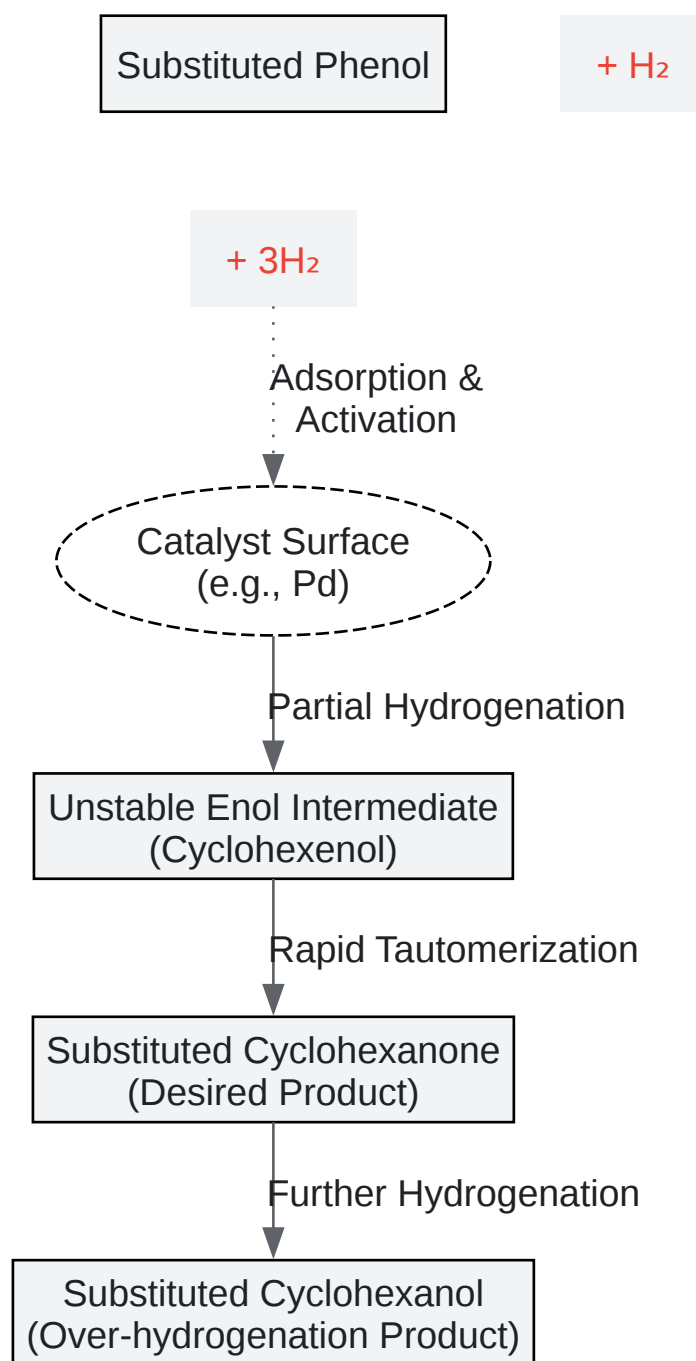 Substituted Phenol
+ H₂
+ 3H₂
Adsorption &
Activation
Catalyst Surface
(e.g., Pd)
Partial Hydrogenation
Unstable Enol Intermediate
(Cyclohexenol)
Rapid Tautomerization
Substituted Cyclohexanone
(Desired Product)
Further Hydrogenation
Substituted Cyclohexanol
(Over-hydrogenation Product)